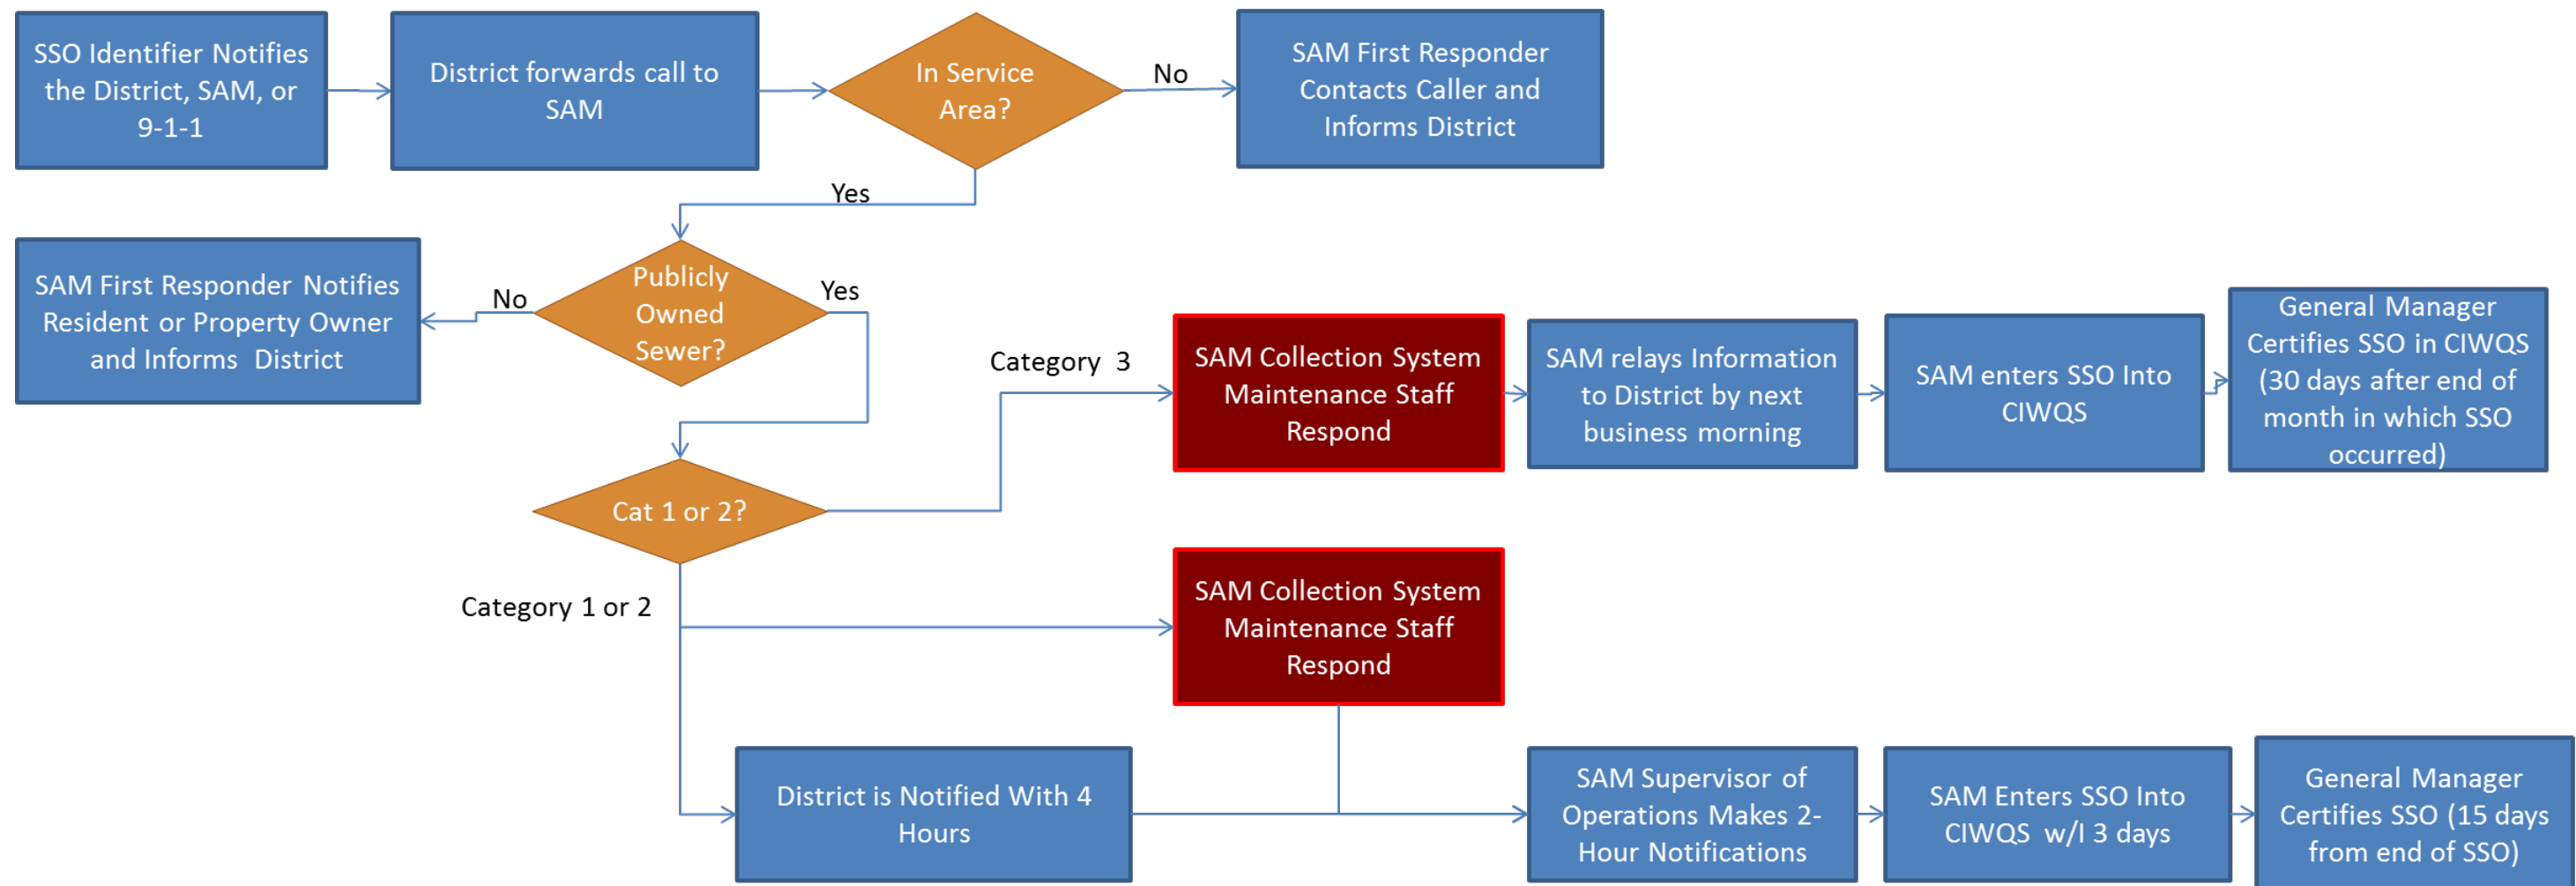 SSO Identifier Notifies
the District, SAM, or
9-1-1
District forwards call to
SAM
In Service
Area?
No
SAM First Responder
Contacts Caller and
Informs District
Yes
SAM First Responder Notifies
Resident or Property Owner
and Informs District
No
Publicly
Owned
Sewer?
Yes
Category 3
SAM Collection System
Maintenance Staff
Respond
SAM relays Information
to District by next
business morning
SAM enters SSO Into
CIWQS
General Manager
Certifies SSO in CIWQS
(30 days after end of
month in which SSO
occurred)
Cat 1 or 2?
Category 1 or 2
SAM Collection System
Maintenance Staff
Respond
District is Notified With 4
Hours
SAM Supervisor of
Operations Makes 2-
Hour Notifications
SAM Enters SSO Into
CIWQS w/I 3 days
General Manager
Certifies SSO (15 days
from end of SSO)